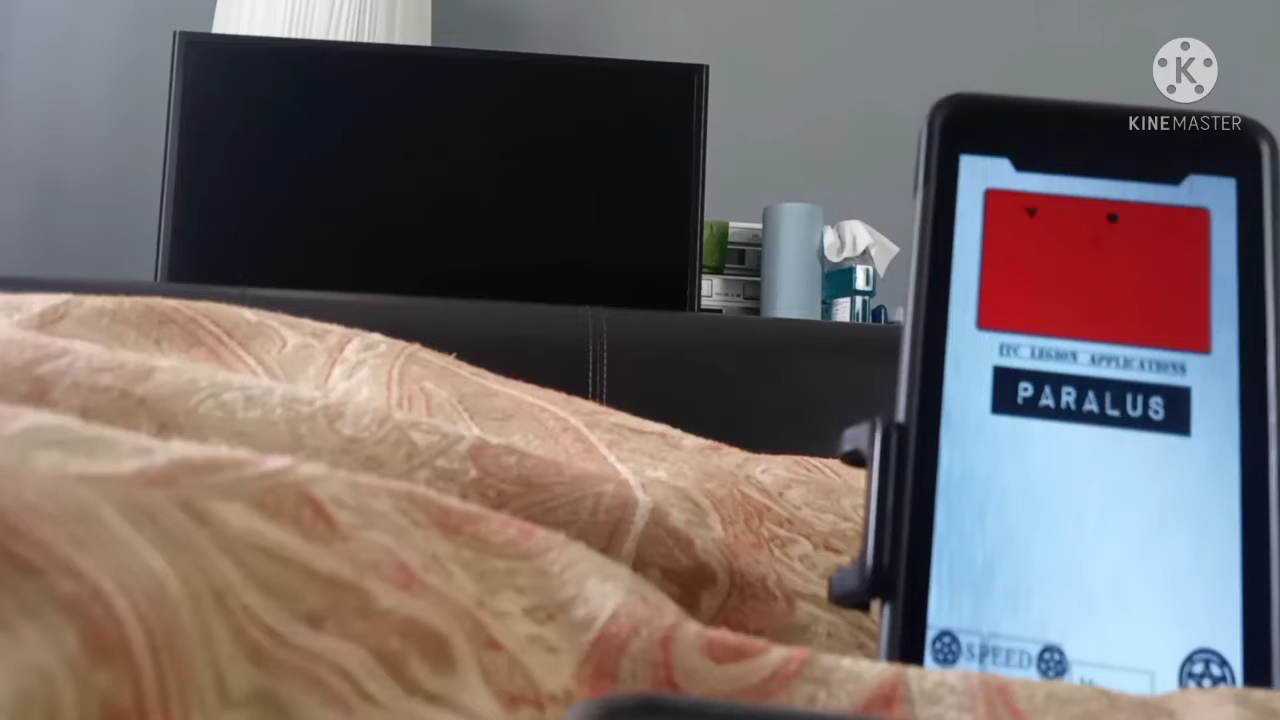 K
KINEMASTER
ITC LEGION APPLICATIONS
PARALUS
SPEED